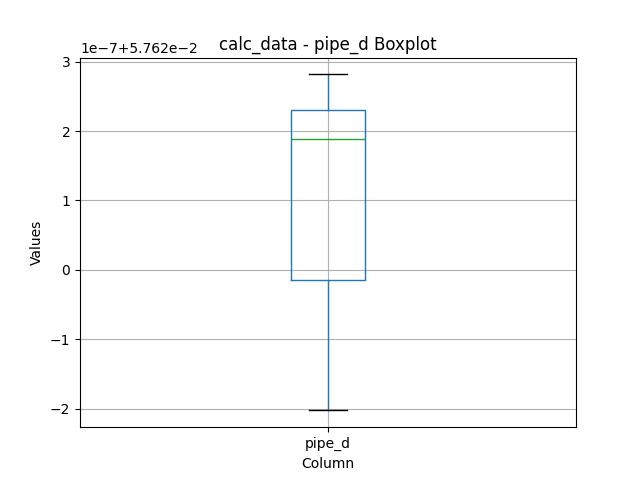 1e−7+5.762e−2
calc_data - pipe_d Boxplot
3
2
1
0
−1
−2
Values
pipe_d
Column